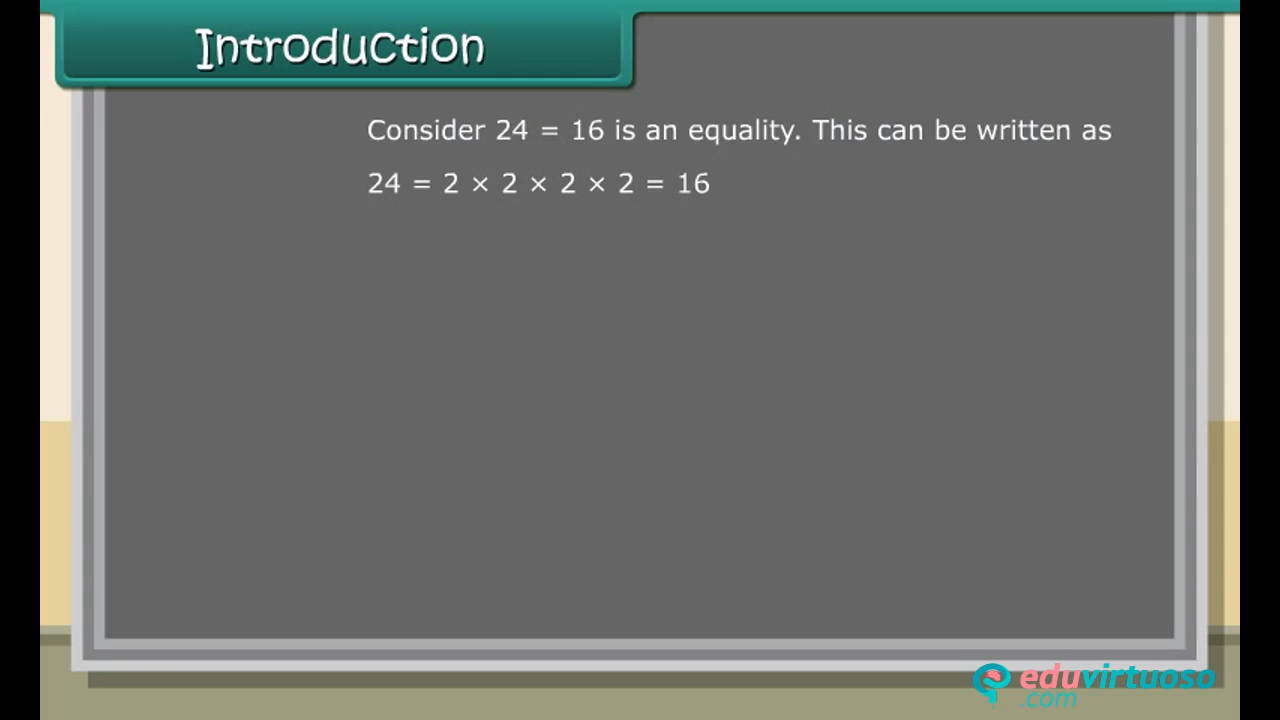 Introduction
Consider 24 = 16 is an equality. This can be written as
24 = 2 × 2 × 2 × 2 = 16
eduvirtuoso
.com